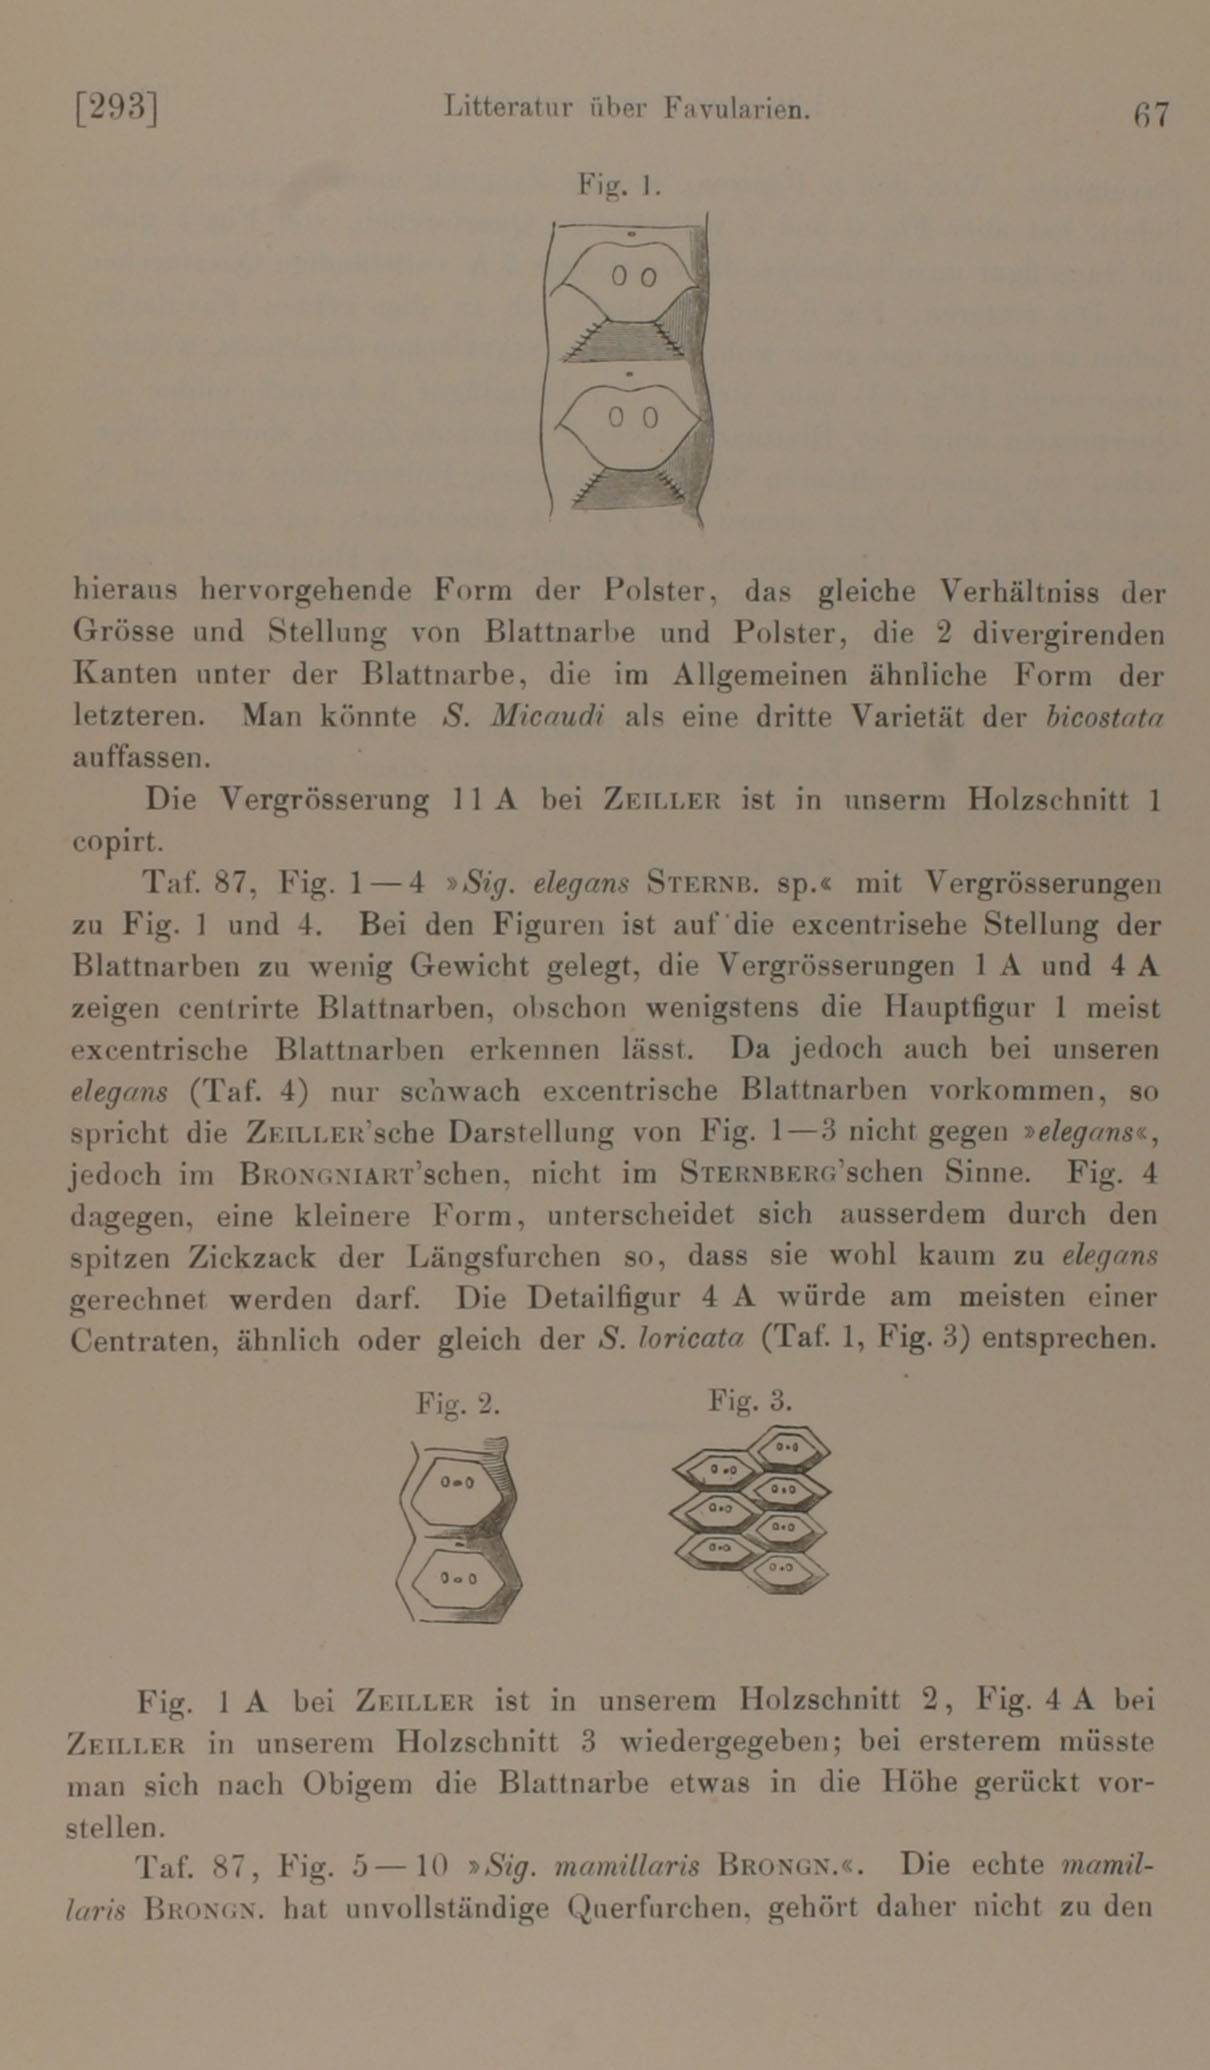 [293] Litteratur über Favularien. 67
Fig. 1.
hieraus hervorgehende Form der Polster, das gleiche Verhältniss der
Grösse und Stellung von Blattnarbe und Polster, die 2 divergirenden
Kanten unter der Blattnarbe, die im Allgemeinen ähnliche Form der
letzteren. Man könnte S. Micaudi als eine dritte Varietät der bicostata
auffassen.
Die Vergrösserung 11 A bei ZEILLER ist in unserm Holzschnitt 1
copirt.
Taf. 87, Fig. 1—4 »Sig. elegans STERNB. sp.« mit Vergrösserungen
zu Fig. 1 und 4. Bei den Figuren ist auf die excentrisehe Stellung der
Blattnarben zu wenig Gewicht gelegt, die Vergrösserungen 1 A und 4 A
zeigen centrirte Blattnarben, obschon wenigstens die Hauptfigur 1 meist
excentrische Blattnarben erkennen lässt. Da jedoch auch bei unseren
elegans (Taf. 4) nur schwach excentrische Blattnarben vorkommen, so
spricht die ZEILLER'sche Darstellung von Fig. 1—3 nicht gegen »elegans«,
jedoch im BRONGNIART'schen, nicht im STERNBERG'schen Sinne. Fig. 4
dagegen, eine kleinere Form, unterscheidet sich ausserdem durch den
spitzen Zickzack der Längsfurchen so, dass sie wohl kaum zu elegans
gerechnet werden darf. Die Detailfigur 4 A würde am meisten einer
Centraten, ähnlich oder gleich der S. loricata (Taf. 1, Fig. 3) entsprechen.
Fig. 2. Fig. 3.
Fig. 1 A bei ZEILLER ist in unserem Holzschnitt 2, Fig. 4 A bei
ZEILLER in unserem Holzschnitt 3 wiedergegeben; bei ersterem müsste
man sich nach Obigem die Blattnarbe etwas in die Höhe gerückt vor-
stellen.
Taf. 87, Fig. 5—10 »Sig. mamillaris BRONGN.«. Die echte mamil-
laris BRONGN. hat unvollständige Querfurchen, gehört daher nicht zu den